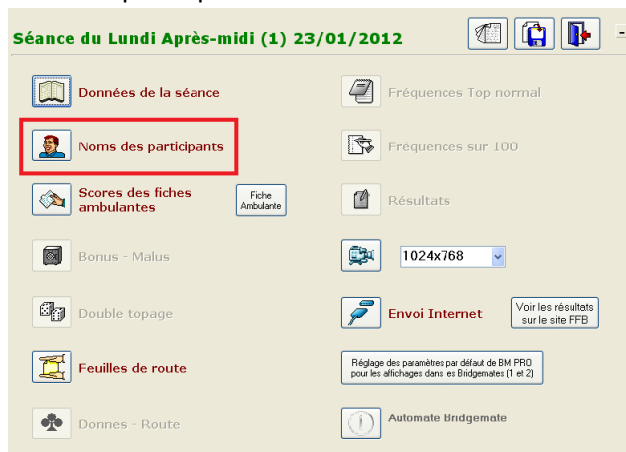 Séance du Lundi Après-midi (1) 23/01/2012
Données de la séance
Fréquences Top normal
Noms des participants
Fréquences sur 100
Scores des fiches
ambulantes
Fiche
Ambulante
Résultats
Bonus - Malus
1024x768
Double topage
Envoi Internet
Voir les résultats
sur le site FFB
Feuilles de route
Réglage des paramètres par défaut de BM PRO
pour les affichages dans es Bridgemates (1 et 2)
Donnes - Route
Automate Bridgemate